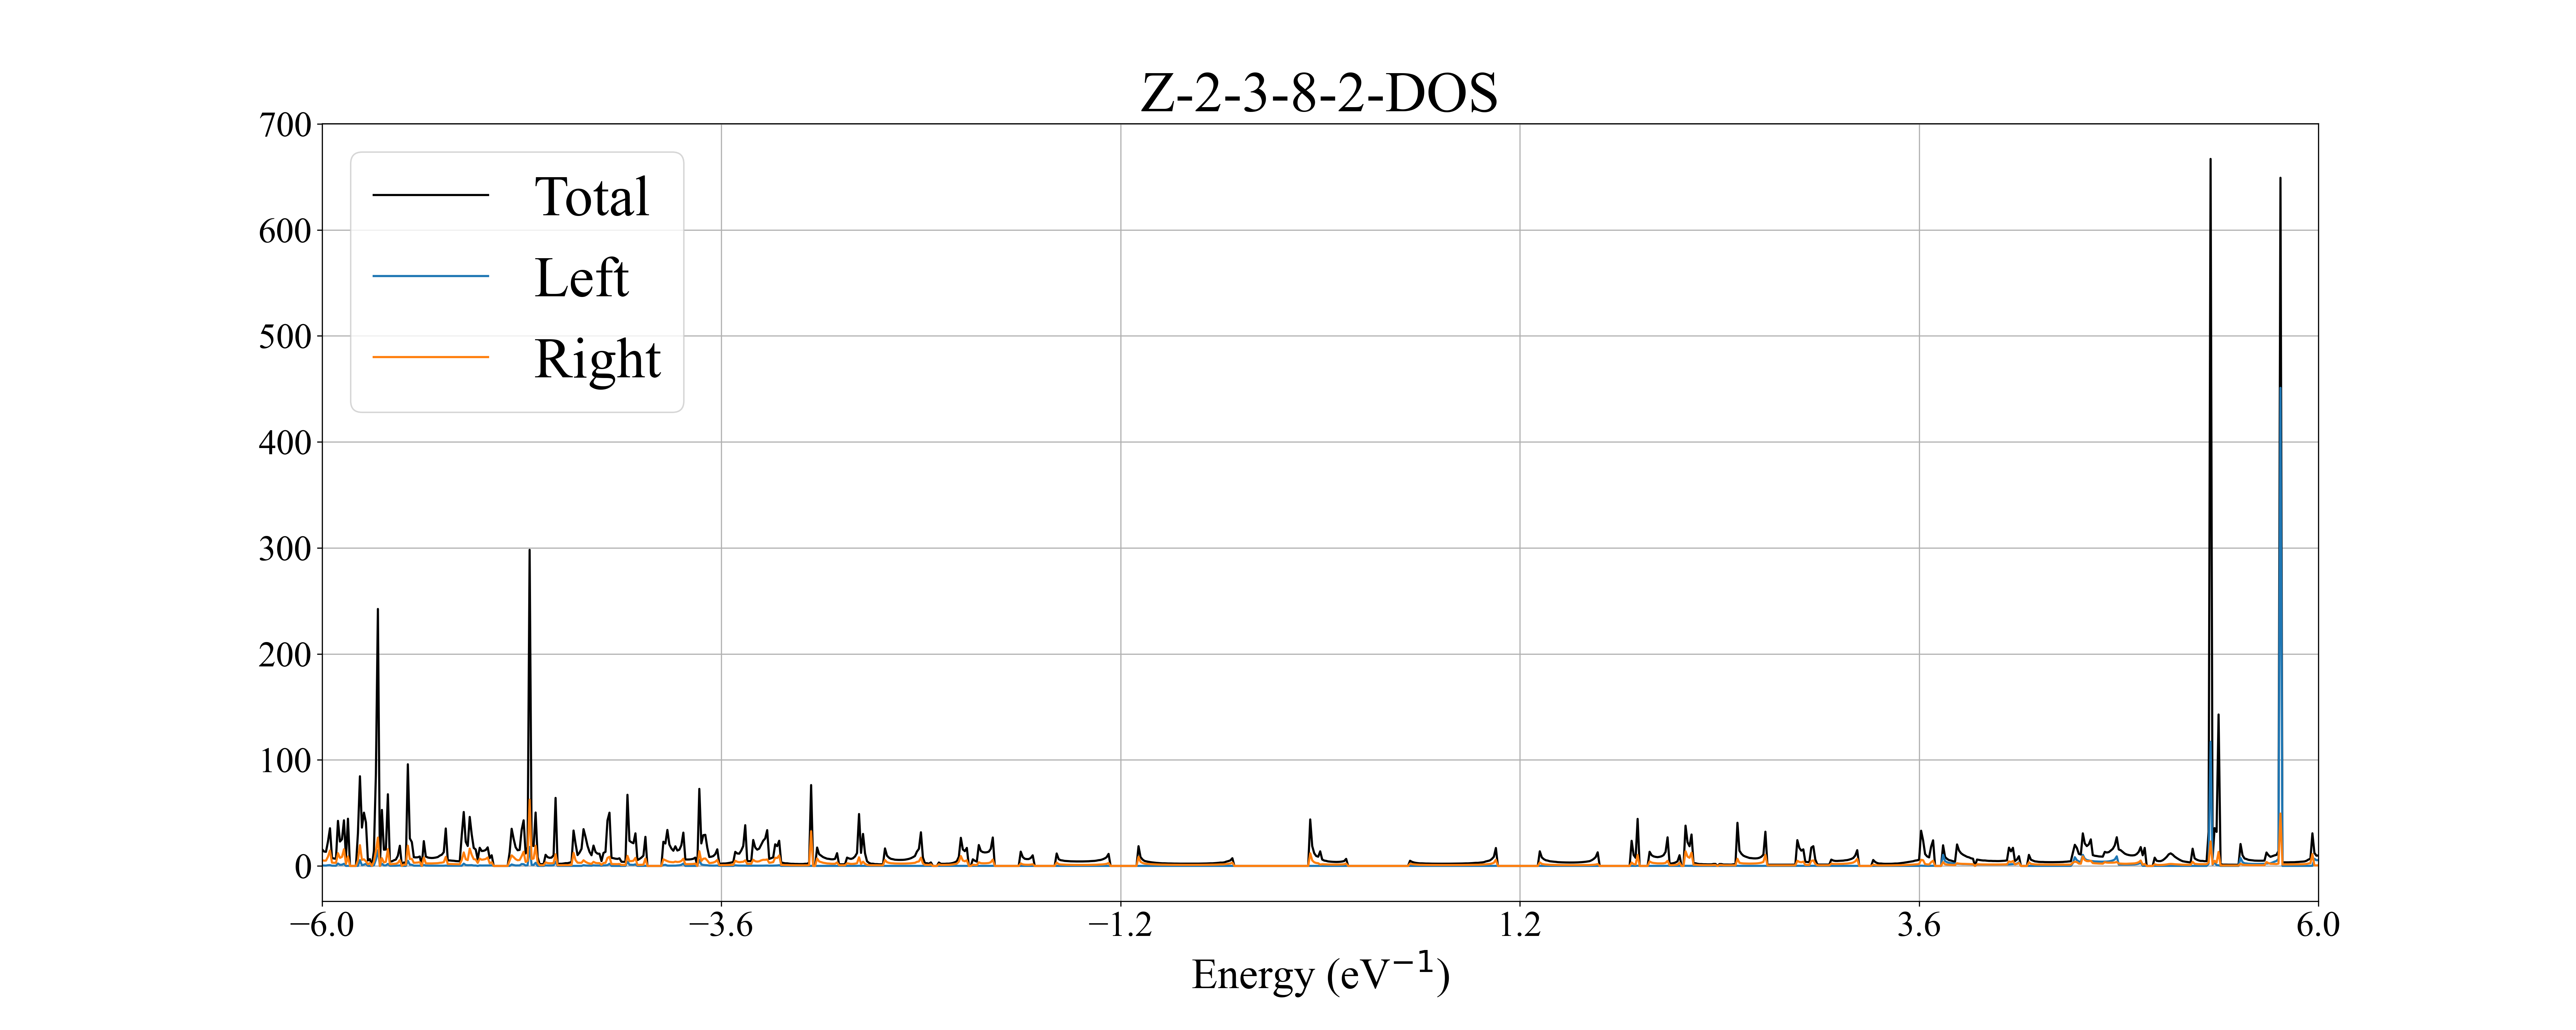 Z-2-3-8-2-DOS
700
600
500
400
300
200
100
0
Total
Left
Right
−6.0 −3.6 −1.2 1.2 3.6 6.0
Energy (eV⁻¹)